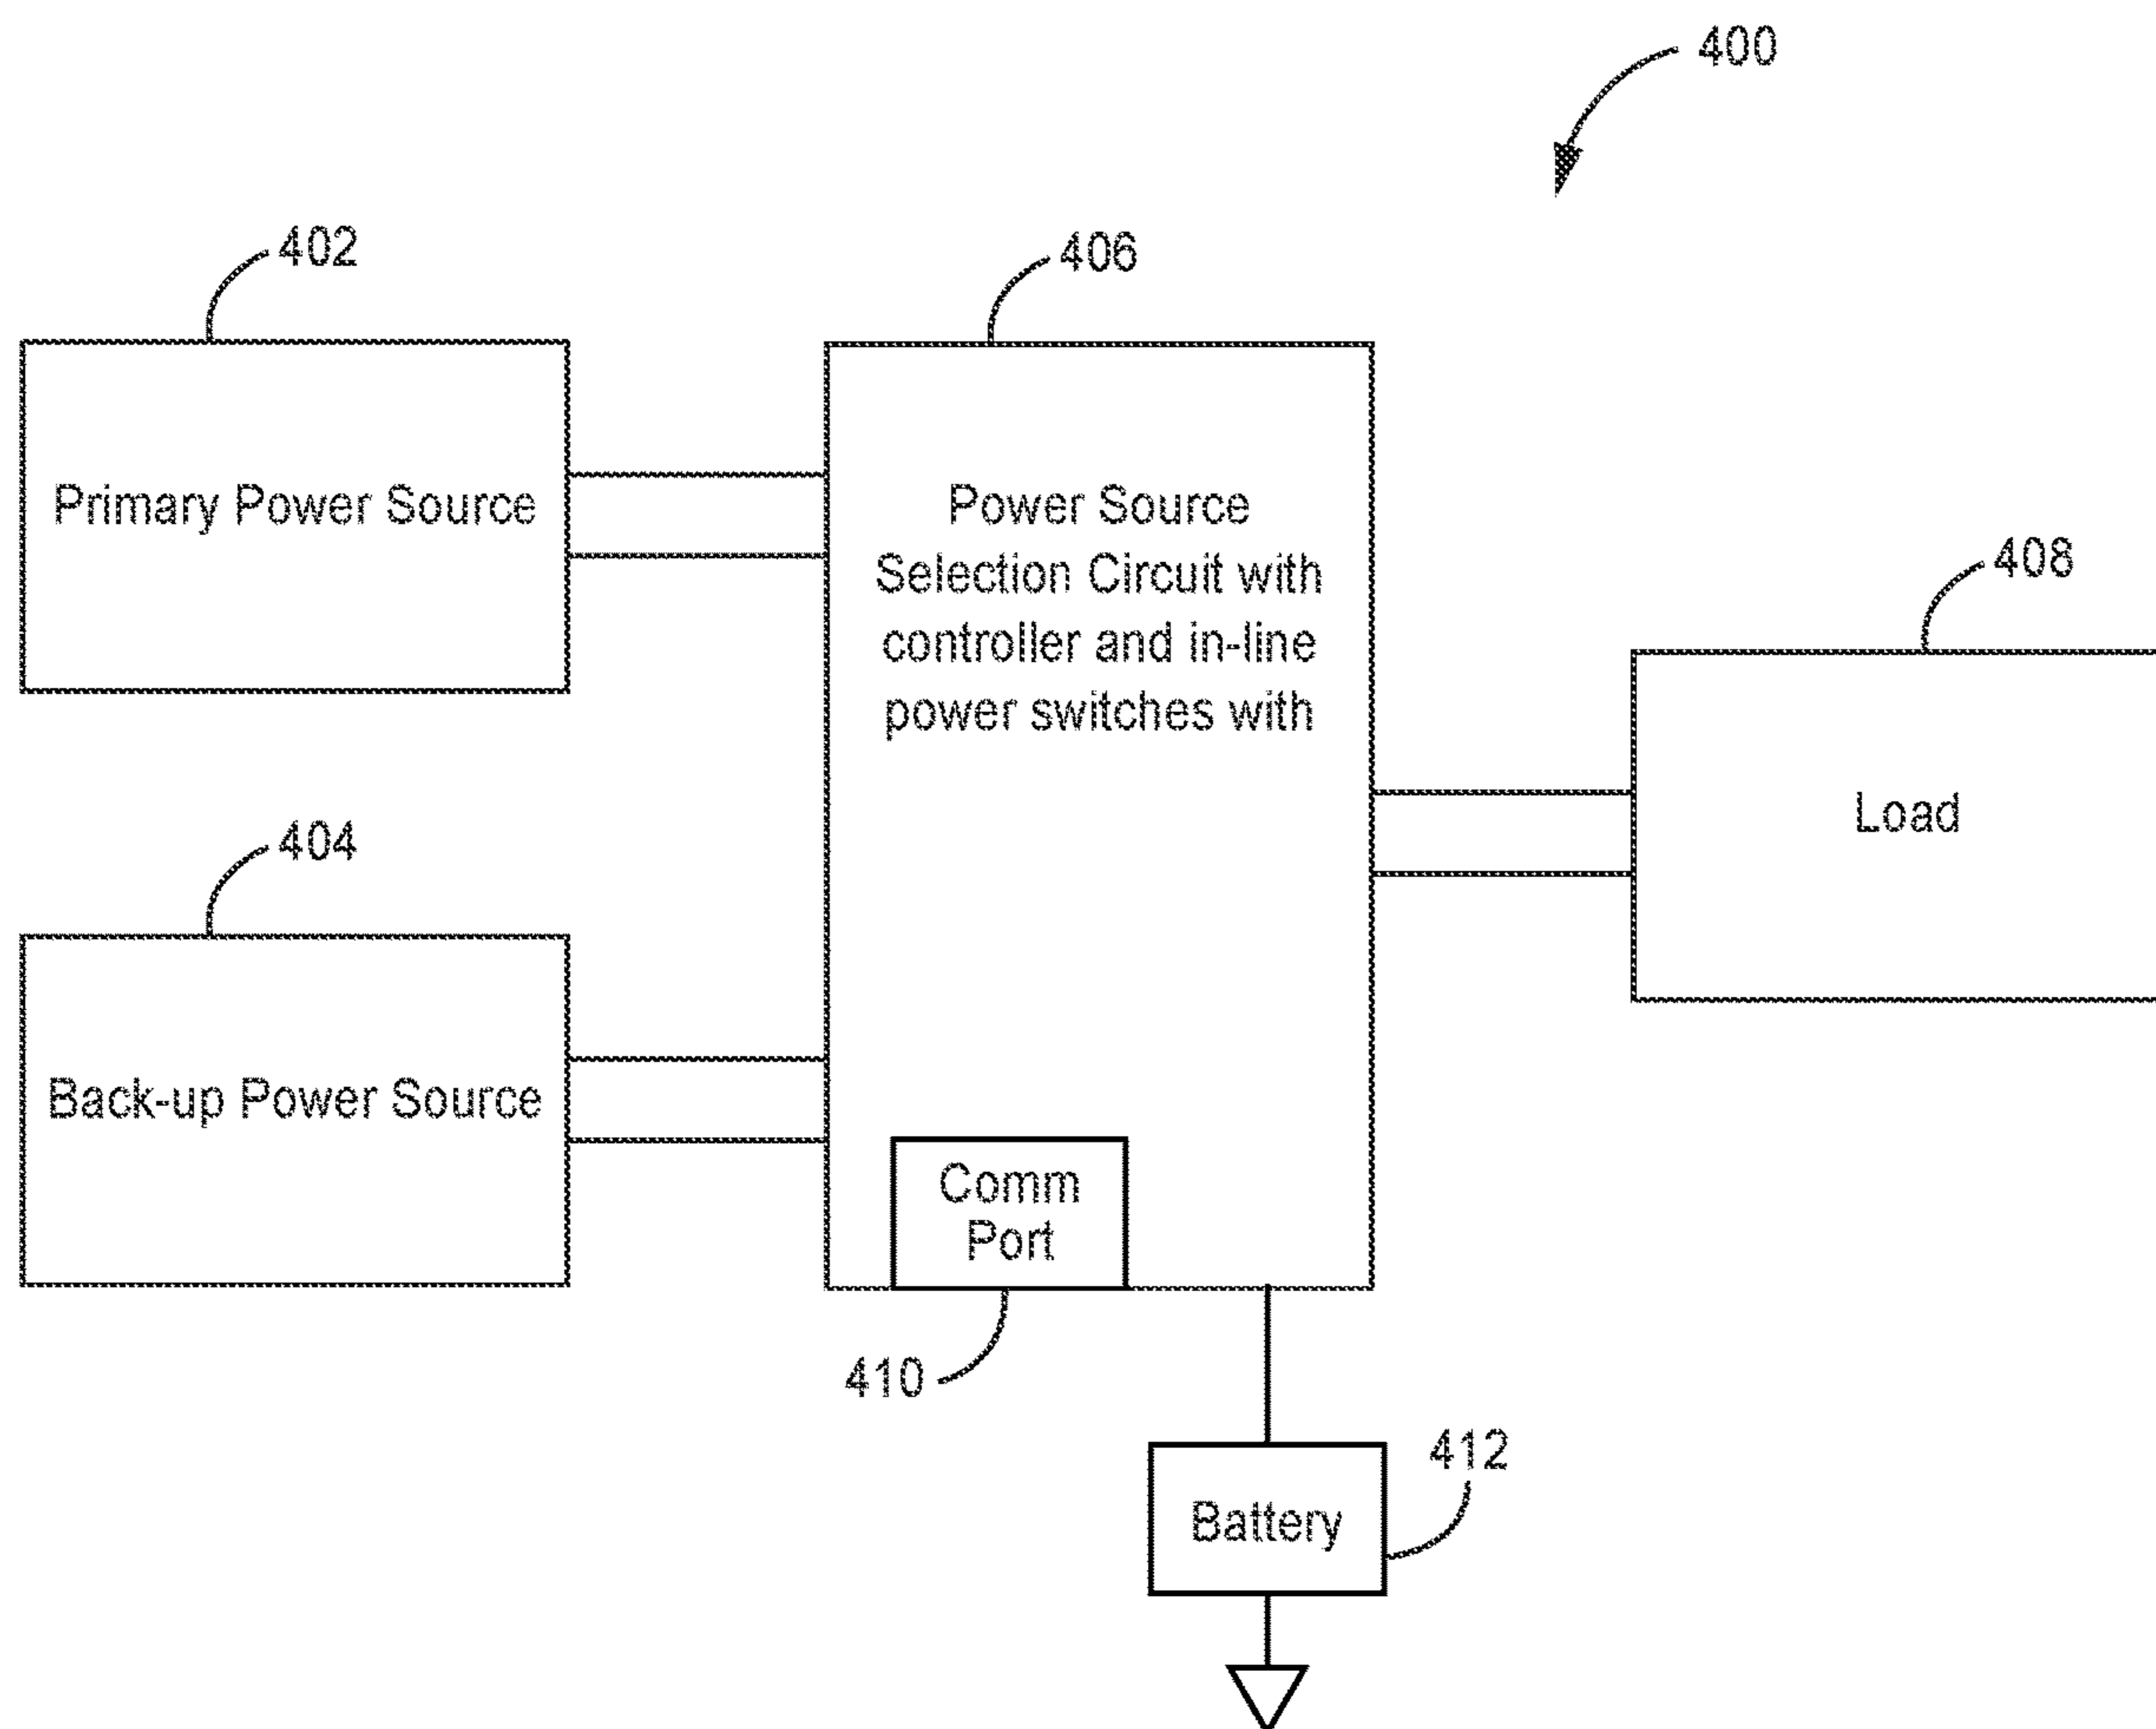 400
402
406
Primary Power Source
Power Source
Selection Circuit with
controller and in-line
power switches with
408
Load
404
Back-up Power Source
Comm
Port
410
412
Battery